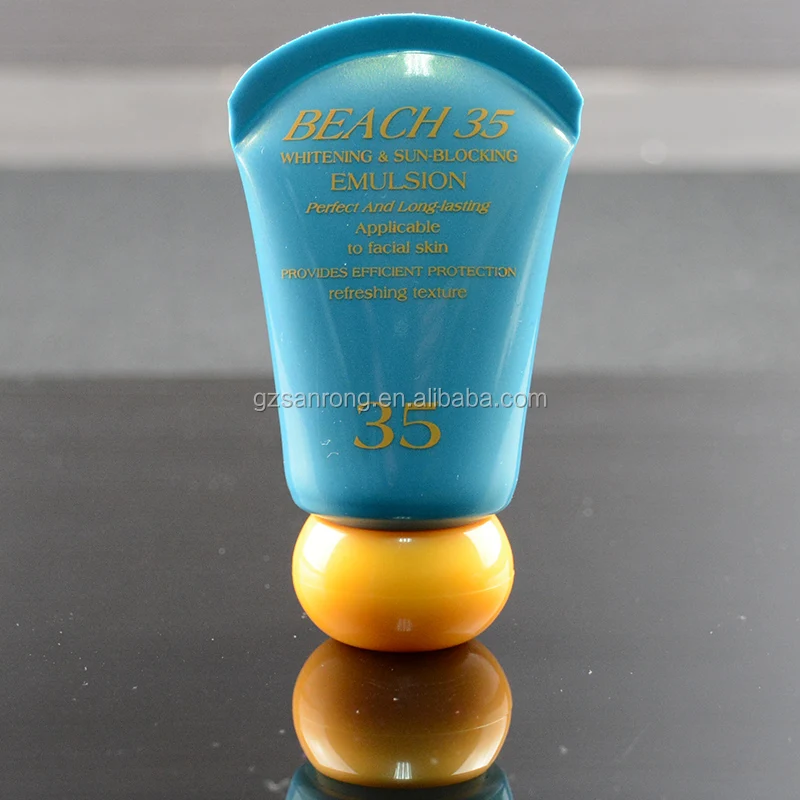 BEACH 35
WHITENING & SUN-BLOCKING
EMULSION
Perfect And Long-lasting
Applicable
to facial skin
PROVIDES EFFICIENT PROTECTION
refreshing texture
gzsanrong.en.alibaba.com
35